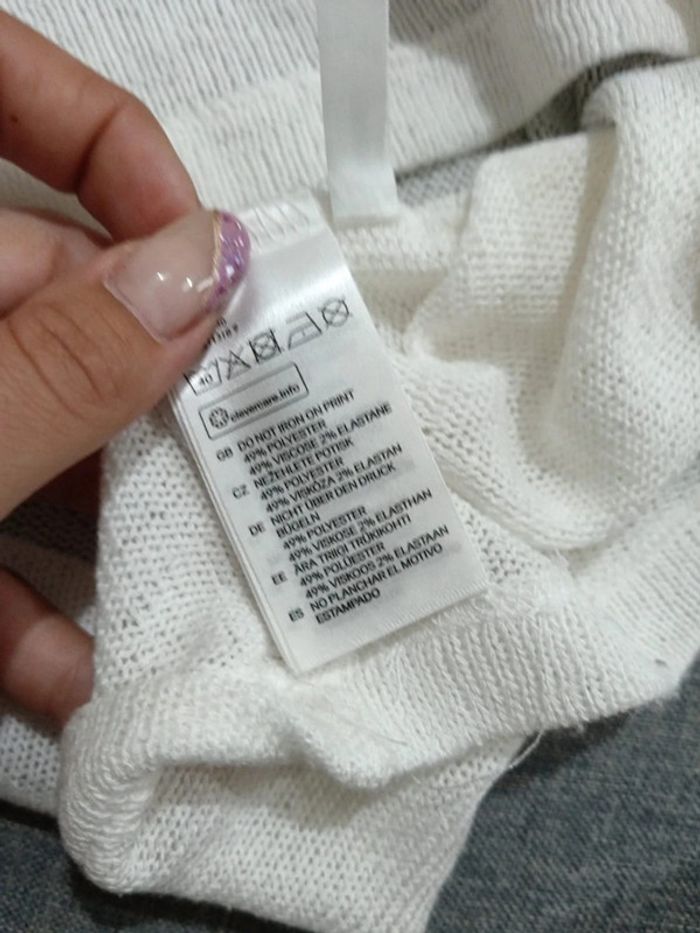 40
clevercare.info
GB DO NOT IRON ON PRINT
49% POLYESTER
49% VISCOSE 2% ELASTANE
CZ NEŽEHLETE POTISK
49% POLYESTER
49% VISKÓZA 2% ELASTAN
DE NICHT ÜBER DEN DRUCK
BÜGELN
49% POLYESTER
49% VISKOSE 2% ELASTHAN
EE ÄRA TRIIGI TRÜKIKOHTI
49% POLÜESTER
49% VISKOOS 2% ELASTAAN
ES NO PLANCHAR EL MOTIVO
ESTAMPADO